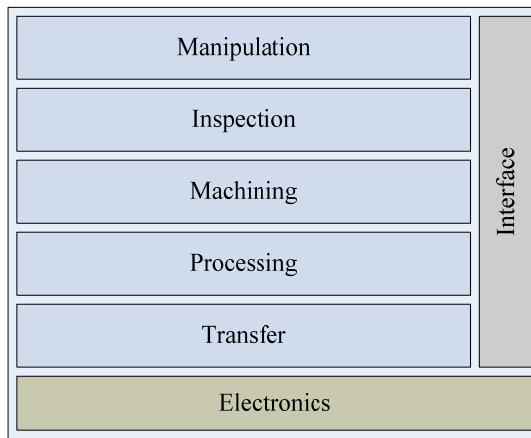 Manipulation
Inspection
Machining
Processing
Transfer
Interface
Electronics